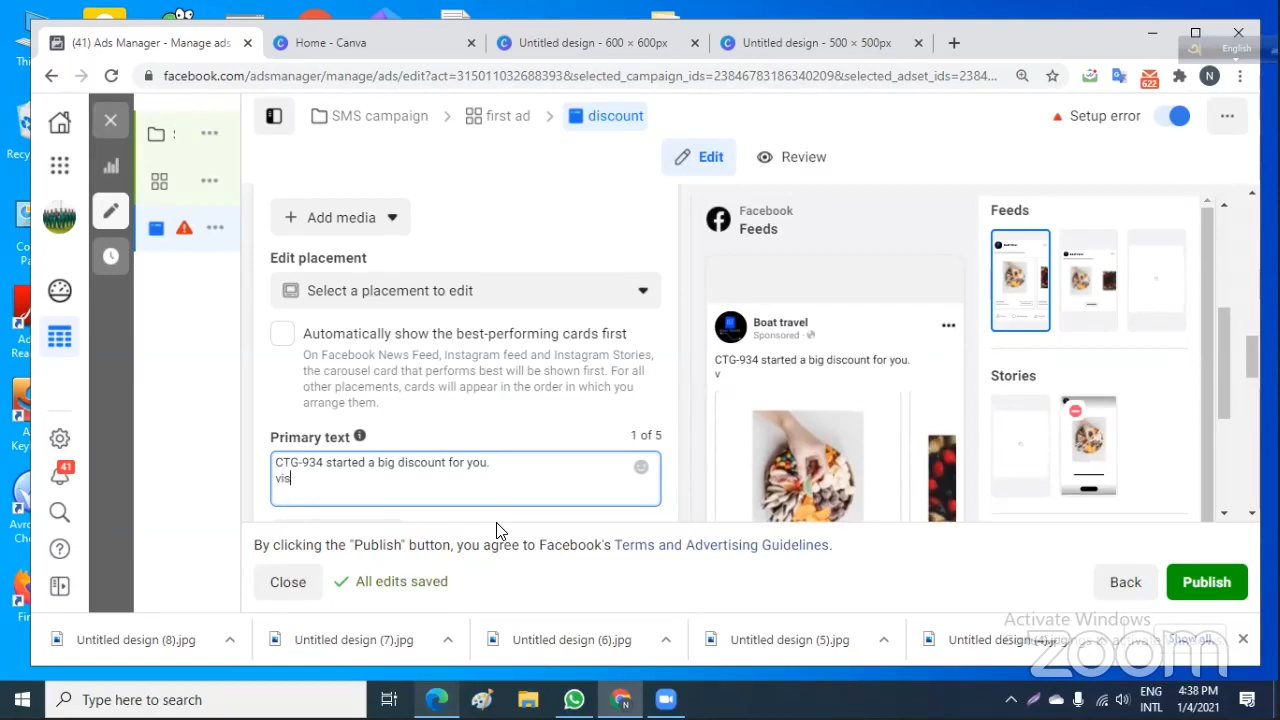 (41) Ads Manager - Manage ads
Home - Canva
Untitled design - 600 × 600px
Untitled design - 500 × 500px
English
facebook.com/adsmanager/manage/ads/edit?act=315011032688393&selected_campaign_ids=23846783186340209&selected_adset_ids=2384...
622
N
SMS campaign
first ad
discount
Setup error
Edit
Review
Add media
Edit placement
Select a placement to edit
Automatically show the best-performing cards first
On Facebook News Feed, Instagram feed and Instagram Stories,
the carousel card that performs best will be shown first. For all
other placements, cards will appear in the order in which you
arrange them.
Primary text
1 of 5
CTG-934 started a big discount for you.
vis
Facebook
Feeds
Boat travel
Sponsored
CTG-934 started a big discount for you.
v
Feeds
Stories
41
By clicking the "Publish" button, you agree to Facebook's Terms and Advertising Guidelines.
Close
All edits saved
Back
Publish
Activate Windows
Untitled design (8).jpg
Untitled design (7).jpg
Untitled design (6).jpg
Untitled design (5).jpg
Untitled design (4).jpg
Show all
zoom
Type here to search
ENG
INTL
4:38 PM
1/4/2021